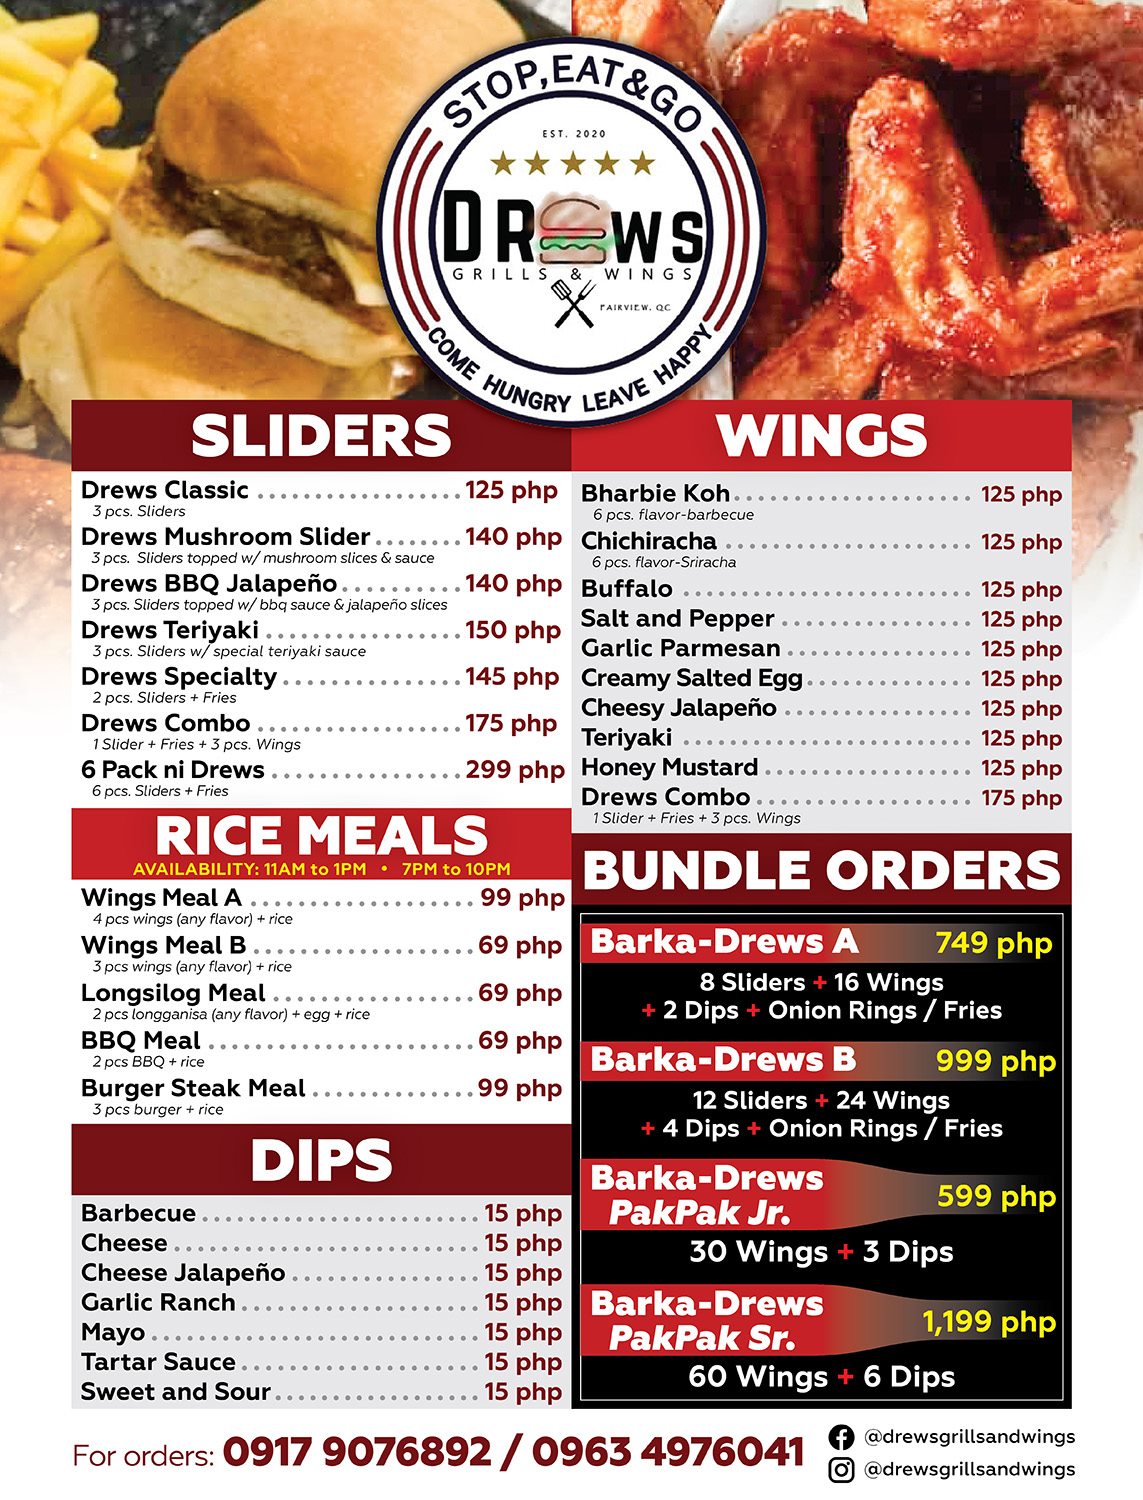 STOP, EAT & GO
EST. 2020
DREWS
GRILLS & WINGS
FAIRVIEW, QC
COME HUNGRY LEAVE HAPPY
SLIDERS
Drews Classic 125 php
3 pcs. Sliders
Drews Mushroom Slider 140 php
3 pcs. Sliders topped w/ mushroom slices & sauce
Drews BBQ Jalapeño 140 php
3 pcs. Sliders topped w/ bbq sauce & jalapeño slices
Drews Teriyaki 150 php
3 pcs. Sliders w/ special teriyaki sauce
Drews Specialty 145 php
2 pcs. Sliders + Fries
Drews Combo 175 php
1 Slider + Fries + 3 pcs. Wings
6 Pack ni Drews 299 php
6 pcs. Sliders + Fries
RICE MEALS
AVAILABILITY: 11AM to 1PM • 7PM to 10PM
Wings Meal A 99 php
4 pcs wings (any flavor) + rice
Wings Meal B 69 php
3 pcs wings (any flavor) + rice
Longsilog Meal 69 php
2 pcs longganisa (any flavor) + egg + rice
BBQ Meal 69 php
2 pcs BBQ + rice
Burger Steak Meal 99 php
3 pcs burger + rice
DIPS
Barbecue 15 php
Cheese 15 php
Cheese Jalapeño 15 php
Garlic Ranch 15 php
Mayo 15 php
Tartar Sauce 15 php
Sweet and Sour 15 php
WINGS
Bharbie Koh 125 php
6 pcs. flavor-barbecue
Chichiracha 125 php
6 pcs. flavor-Sriracha
Buffalo 125 php
Salt and Pepper 125 php
Garlic Parmesan 125 php
Creamy Salted Egg 125 php
Cheesy Jalapeño 125 php
Teriyaki 125 php
Honey Mustard 125 php
Drews Combo 175 php
1 Slider + Fries + 3 pcs. Wings
BUNDLE ORDERS
Barka-Drews A 749 php
8 Sliders + 16 Wings
+ 2 Dips + Onion Rings / Fries
Barka-Drews B 999 php
12 Sliders + 24 Wings
+ 4 Dips + Onion Rings / Fries
Barka-Drews
PakPak Jr. 599 php
30 Wings + 3 Dips
Barka-Drews
PakPak Sr. 1,199 php
60 Wings + 6 Dips
For orders: 0917 9076892 / 0963 4976041
@drewsgrillsandwings
@drewsgrillsandwings